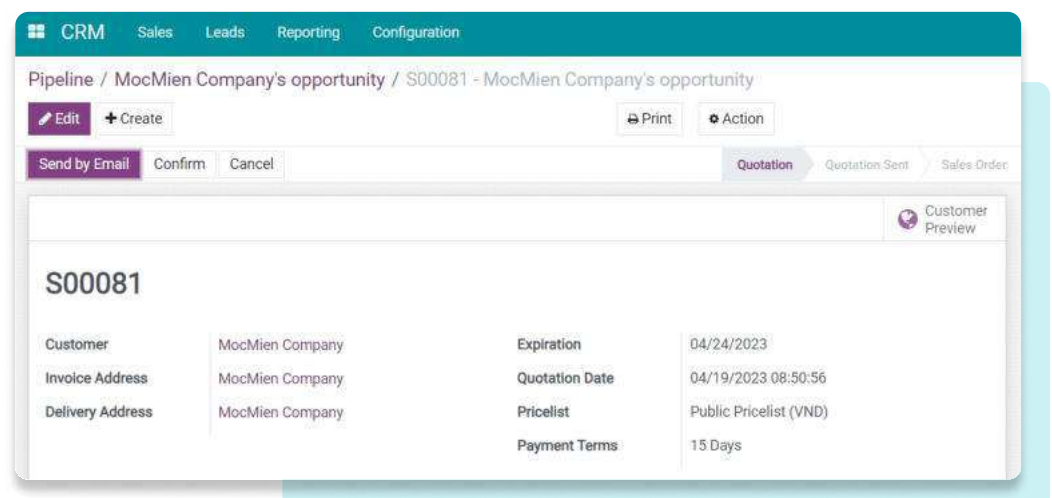 CRM Sales Leads Reporting Configuration
Pipeline / MocMien Company's opportunity / S00081 - MocMien Company's opportunity
Edit + Create Print Action
Send by Email Confirm Cancel Quotation Quotation Sent Sales Order
Customer
Preview
S00081
Customer MocMien Company Expiration 04/24/2023
Invoice Address MocMien Company Quotation Date 04/19/2023 08:50:56
Delivery Address MocMien Company Pricelist Public Pricelist (VND)
Payment Terms 15 Days